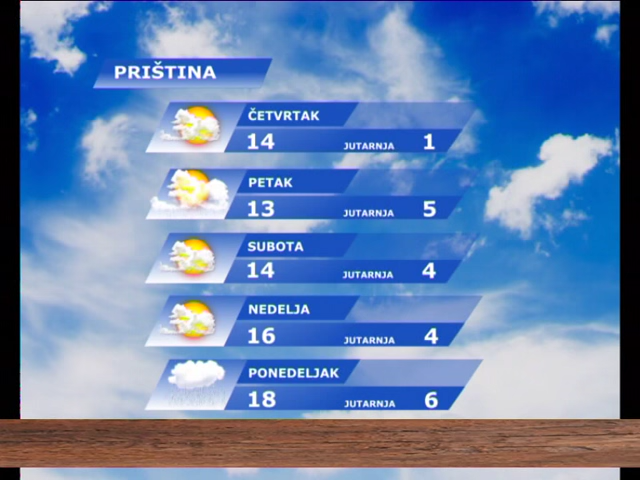 PRIŠTINA
ČETVRTAK
14 JUTARNJA 1
PETAK
13 JUTARNJA 5
SUBOTA
14 JUTARNJA 4
NEDELJA
16 JUTARNJA 4
PONEDELJAK
18 JUTARNJA 6